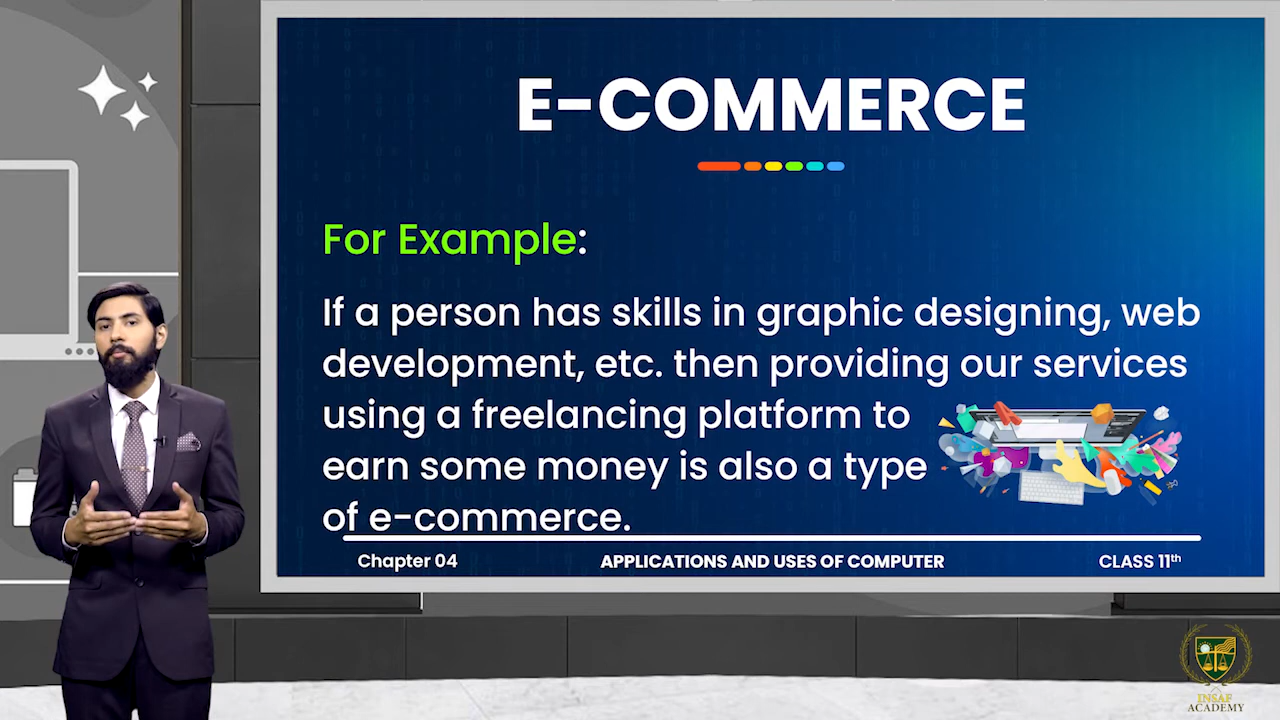 E-COMMERCE
For Example:
If a person has skills in graphic designing, web
development, etc. then providing our services
using a freelancing platform to
earn some money is also a type
of e-commerce.
Chapter 04
APPLICATIONS AND USES OF COMPUTER
CLASS 11th
INSAF
ACADEMY